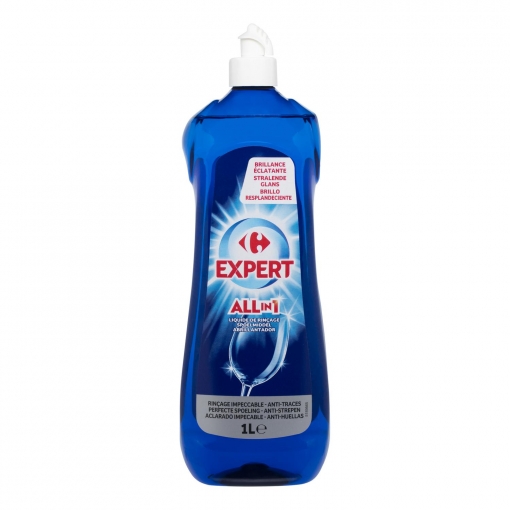 BRILLANCE
ÉCLATANTE
STRALENDE
GLANS
BRILLO
RESPLANDECIENTE
EXPERT
ALL IN 1
LIQUIDE DE RINÇAGE
SPOELMIDDEL
ABRILLANTADOR
RINÇAGE IMPECCABLE - ANTI-TRACES
PERFECTE SPOELING - ANTI-STREPEN
ACLARADO IMPECABLE - ANTI-HUELLAS
1L℮